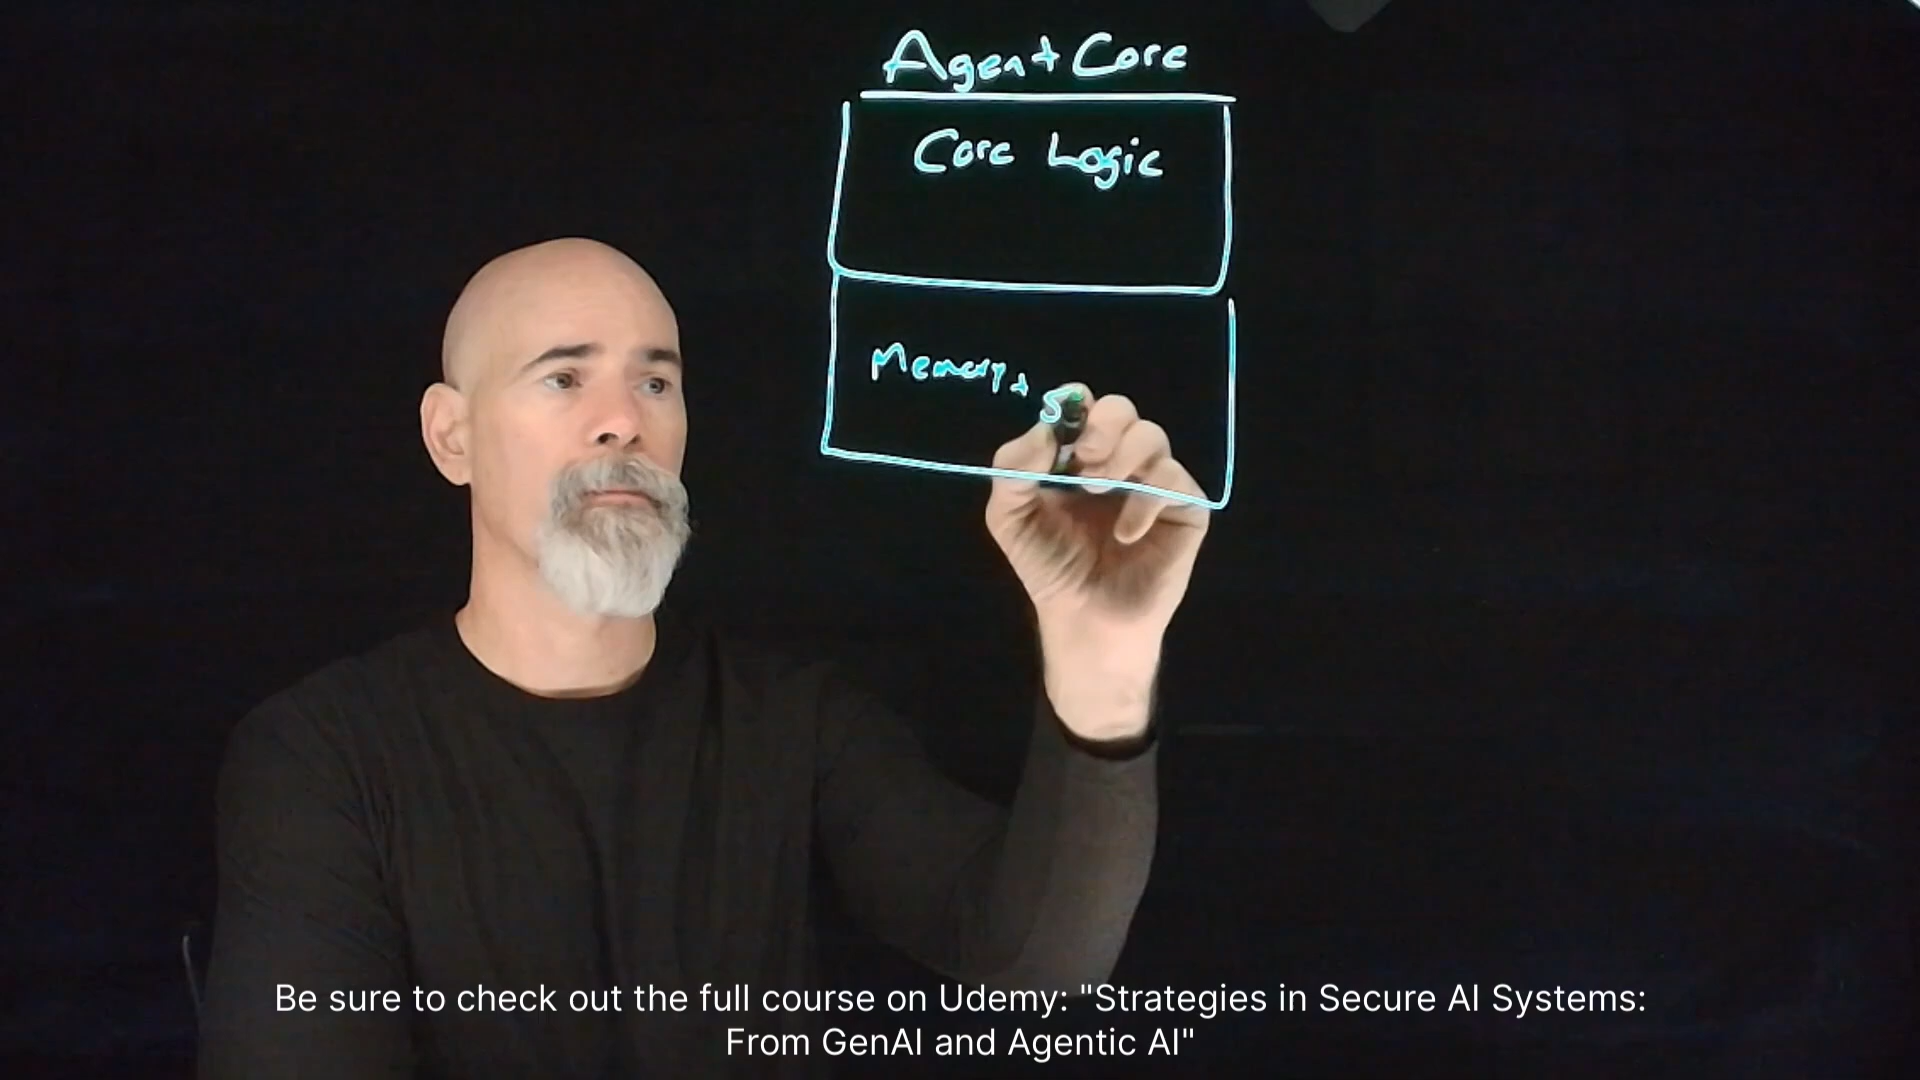 Agent Core
Core Logic
Memory + S
Be sure to check out the full course on Udemy: "Strategies in Secure AI Systems:
From GenAI and Agentic AI"